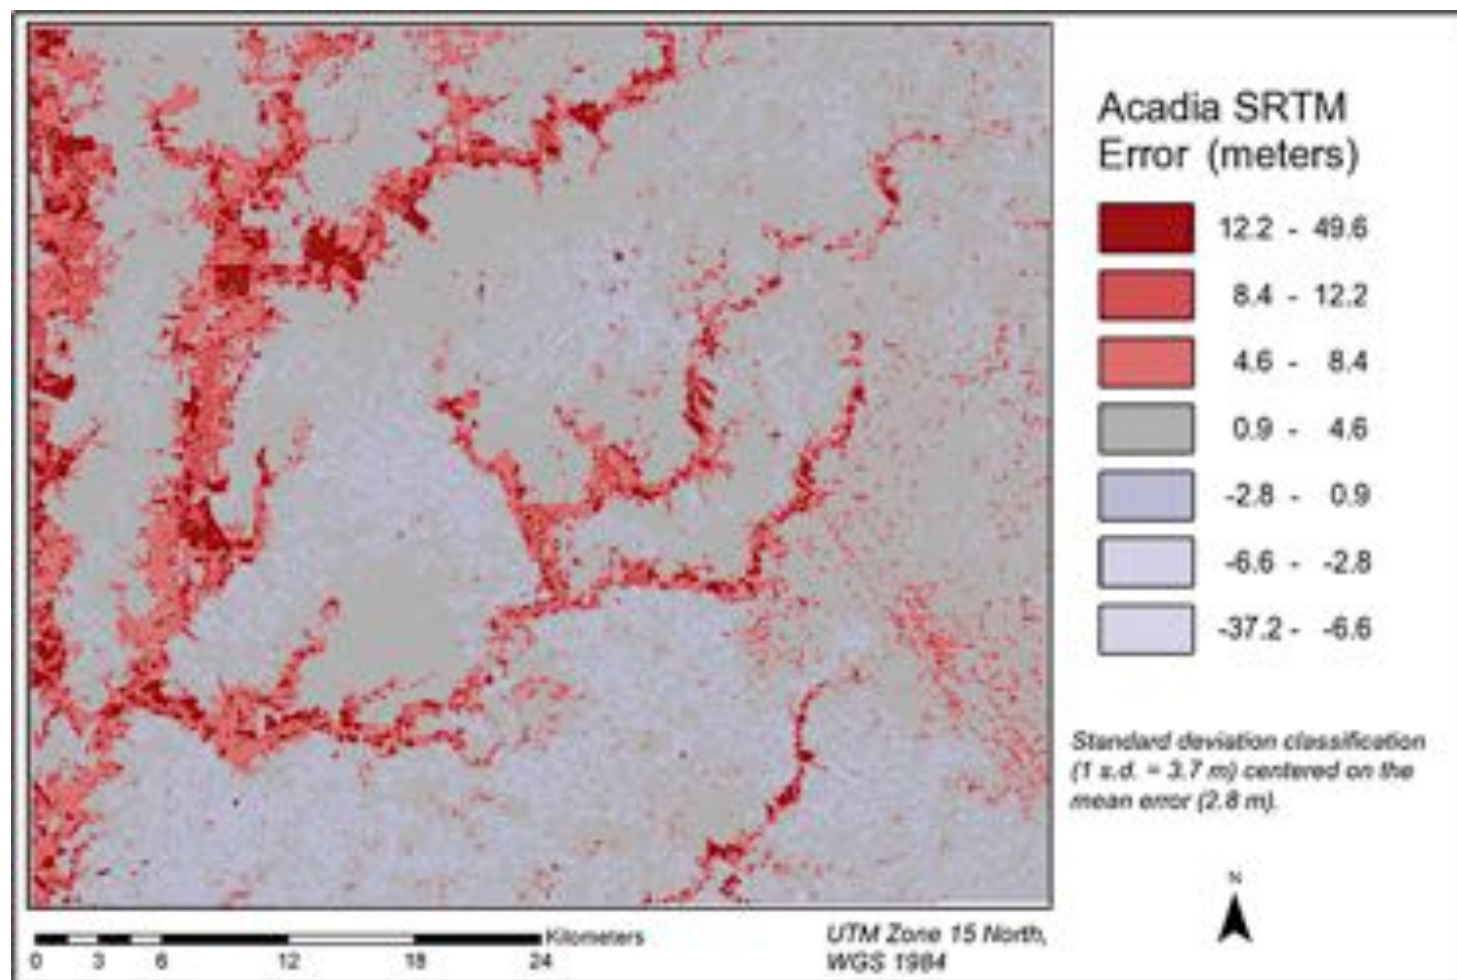 Acadia SRTM
Error (meters)
12.2 - 49.6
8.4 - 12.2
4.6 - 8.4
0.9 - 4.6
-2.8 - 0.9
-6.6 - -2.8
-37.2 - -6.6
Standard deviation classification
(1 s.d. = 3.7 m) centered on the
mean error (2.8 m).
N
Kilometers
0 3 6 12 18 24
UTM Zone 15 North,
WGS 1984